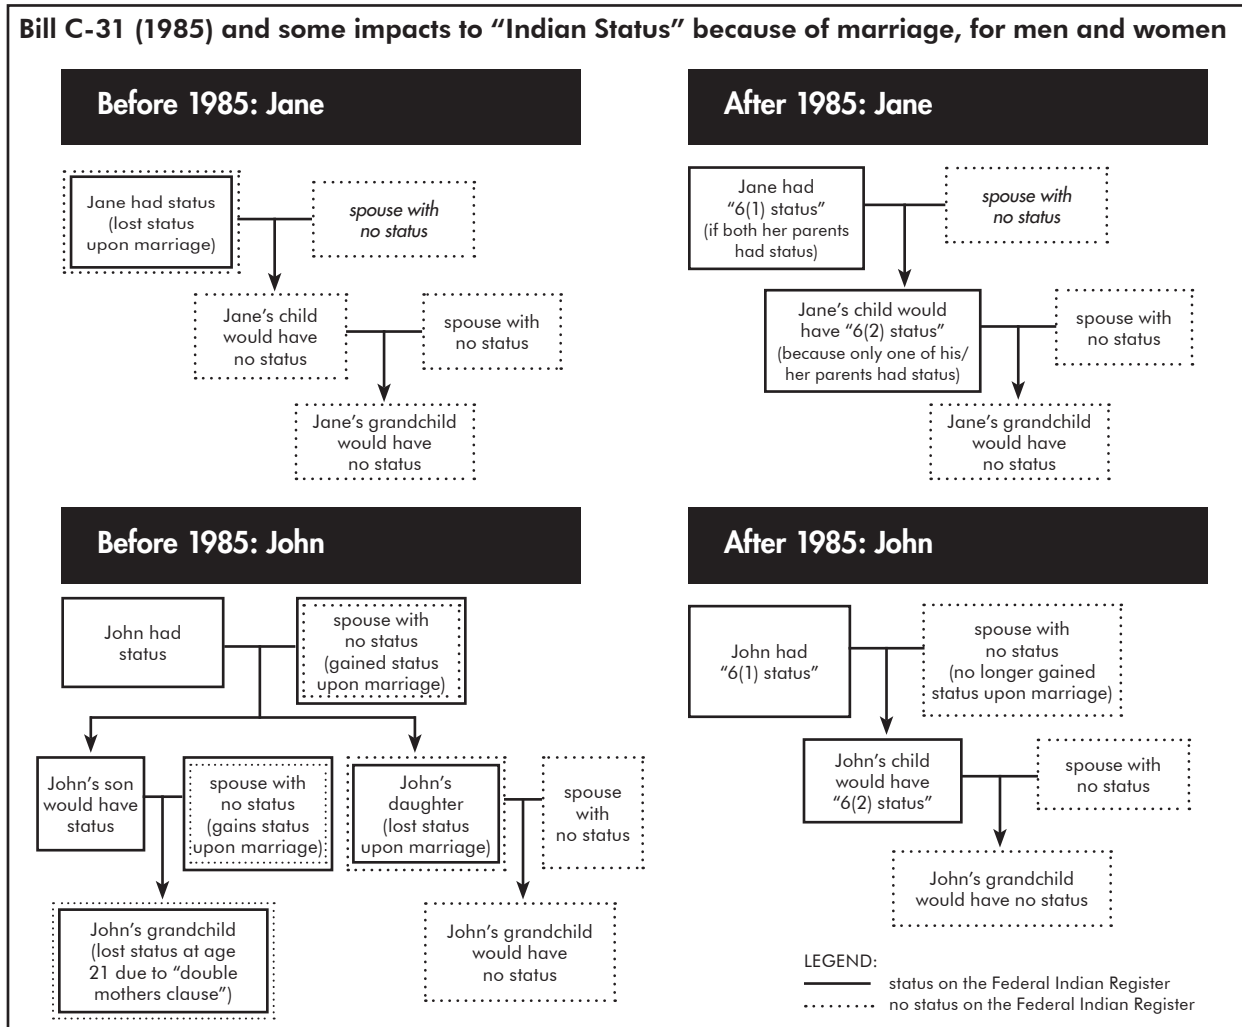 Bill C-31 (1985) and some impacts to “Indian Status” because of marriage, for men and women
Before 1985: Jane
Jane had status
(lost status
upon marriage)
spouse with
no status
Jane’s child
would have
no status
spouse with
no status
Jane’s grandchild
would have
no status
After 1985: Jane
Jane had
“6(1) status”
(if both her parents
had status)
spouse with
no status
Jane’s child would
have “6(2) status”
(because only one of his/
her parents had status)
spouse with
no status
Jane’s grandchild
would have
no status
Before 1985: John
John had
status
spouse with
no status
(gained status
upon marriage)
John’s son
would have
status
spouse with
no status
(gains status
upon marriage)
John’s
daughter
(lost status
upon marriage)
spouse
with
no status
John’s grandchild
(lost status at age
21 due to “double
mothers clause”)
John’s grandchild
would have
no status
After 1985: John
John had
“6(1) status”
spouse with
no status
(no longer gained
status upon marriage)
John’s child
would have
“6(2) status”
spouse with
no status
John’s grandchild
would have no status
LEGEND:
status on the Federal Indian Register
no status on the Federal Indian Register